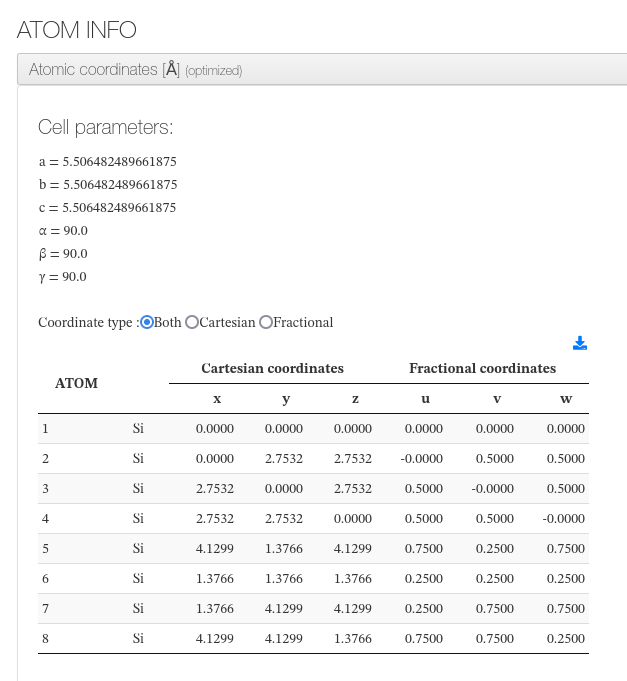 ATOM INFO
Atomic coordinates [Å] (optimized)
Cell parameters:
a = 5.506482489661875
b = 5.506482489661875
c = 5.506482489661875
α = 90.0
β = 90.0
γ = 90.0
Coordinate type : Both Cartesian Fractional
Cartesian coordinates Fractional coordinates
ATOM
x y z u v w
1 Si 0.0000 0.0000 0.0000 0.0000 0.0000 0.0000
2 Si 0.0000 2.7532 2.7532 -0.0000 0.5000 0.5000
3 Si 2.7532 0.0000 2.7532 0.5000 -0.0000 0.5000
4 Si 2.7532 2.7532 0.0000 0.5000 0.5000 -0.0000
5 Si 4.1299 1.3766 4.1299 0.7500 0.2500 0.7500
6 Si 1.3766 1.3766 1.3766 0.2500 0.2500 0.2500
7 Si 1.3766 4.1299 4.1299 0.2500 0.7500 0.7500
8 Si 4.1299 4.1299 1.3766 0.7500 0.7500 0.2500